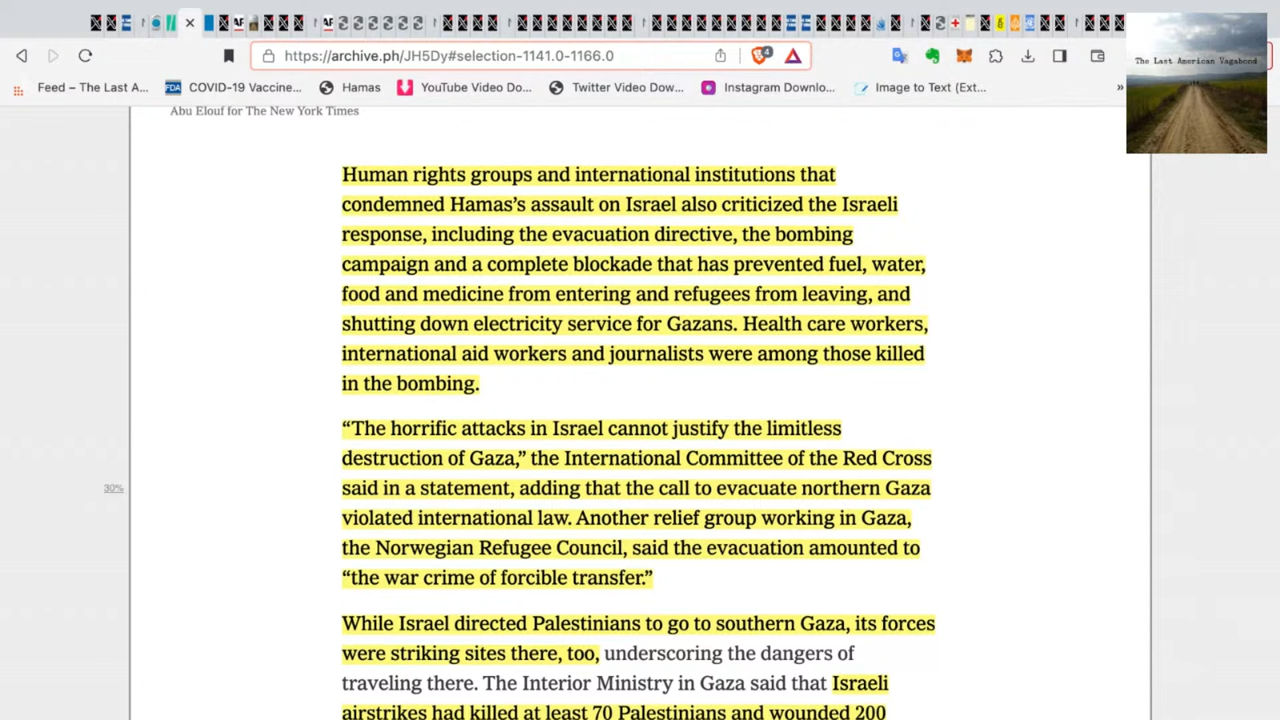 https://archive.ph/JH5Dy#selection-1141.0-1166.0
4
Feed – The Last A...
COVID-19 Vaccine...
Hamas
YouTube Video Do...
Twitter Video Dow...
Instagram Downlo...
Image to Text (Ext...
»
The Last American Vagabond
Abu Elouf for The New York Times
Human rights groups and international institutions that
condemned Hamas’s assault on Israel also criticized the Israeli
response, including the evacuation directive, the bombing
campaign and a complete blockade that has prevented fuel, water,
food and medicine from entering and refugees from leaving, and
shutting down electricity service for Gazans. Health care workers,
international aid workers and journalists were among those killed
in the bombing.
“The horrific attacks in Israel cannot justify the limitless
destruction of Gaza,” the International Committee of the Red Cross
said in a statement, adding that the call to evacuate northern Gaza
violated international law. Another relief group working in Gaza,
the Norwegian Refugee Council, said the evacuation amounted to
“the war crime of forcible transfer.”
30%
While Israel directed Palestinians to go to southern Gaza, its forces
were striking sites there, too, underscoring the dangers of
traveling there. The Interior Ministry in Gaza said that Israeli
airstrikes had killed at least 70 Palestinians and wounded 200